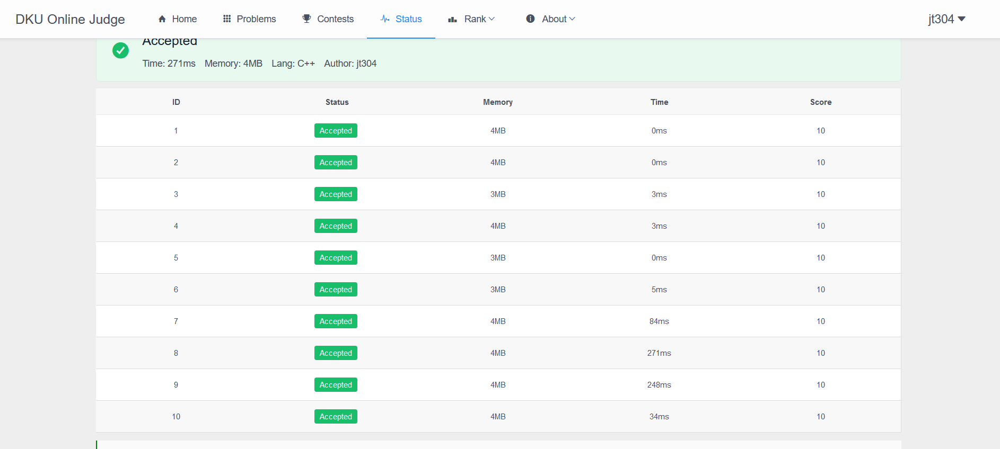 DKU Online Judge Home Problems Contests Status Rank About jt304
Accepted
Time: 271ms Memory: 4MB Lang: C++ Author: jt304
ID Status Memory Time Score
1 Accepted 4MB 0ms 10
2 Accepted 4MB 0ms 10
3 Accepted 3MB 3ms 10
4 Accepted 4MB 3ms 10
5 Accepted 3MB 0ms 10
6 Accepted 3MB 5ms 10
7 Accepted 4MB 84ms 10
8 Accepted 4MB 271ms 10
9 Accepted 4MB 248ms 10
10 Accepted 4MB 34ms 10